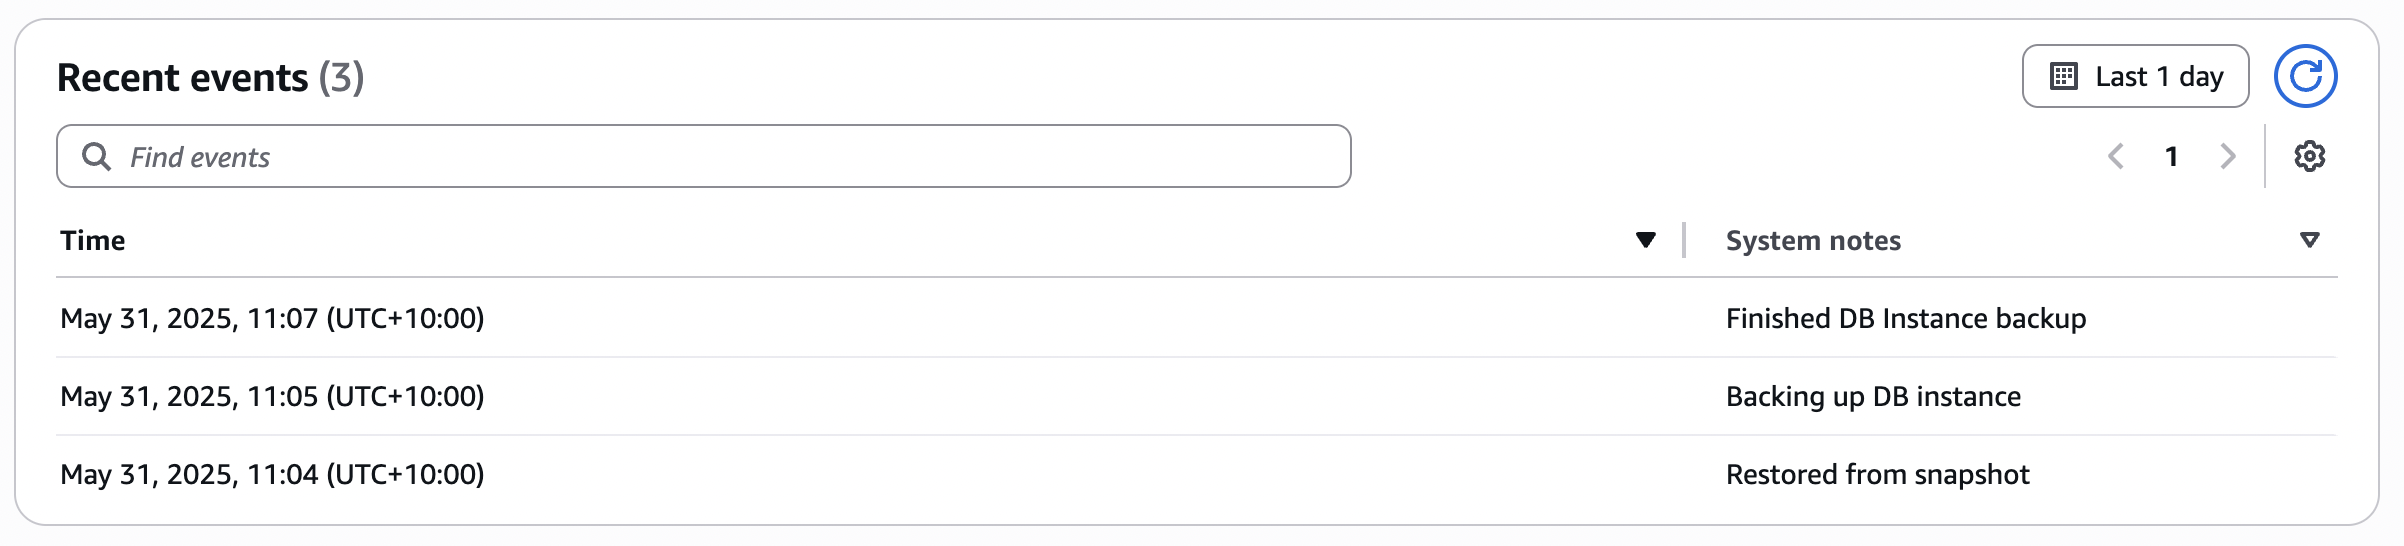 Recent events (3)
Last 1 day
Find events
1
Time
System notes
May 31, 2025, 11:07 (UTC+10:00)
Finished DB Instance backup
May 31, 2025, 11:05 (UTC+10:00)
Backing up DB instance
May 31, 2025, 11:04 (UTC+10:00)
Restored from snapshot